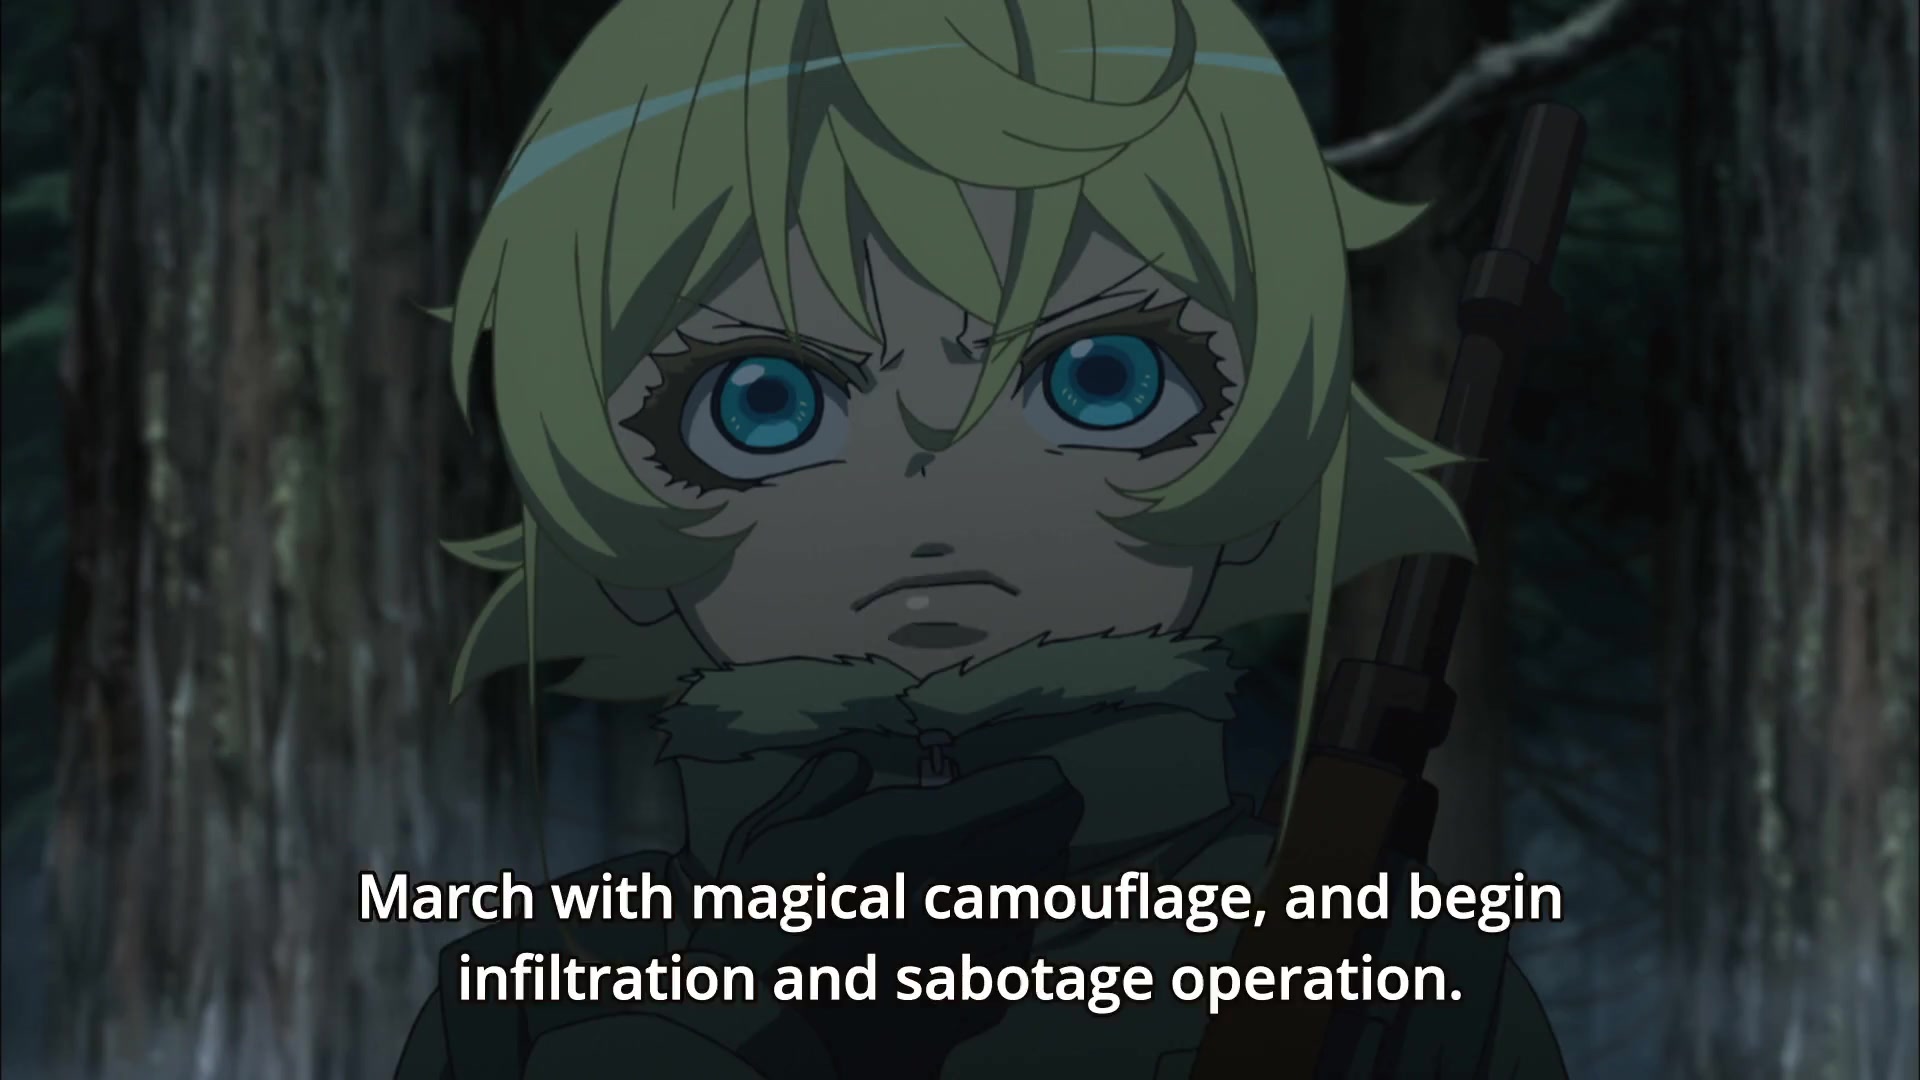 March with magical camouflage, and begin
infiltration and sabotage operation.